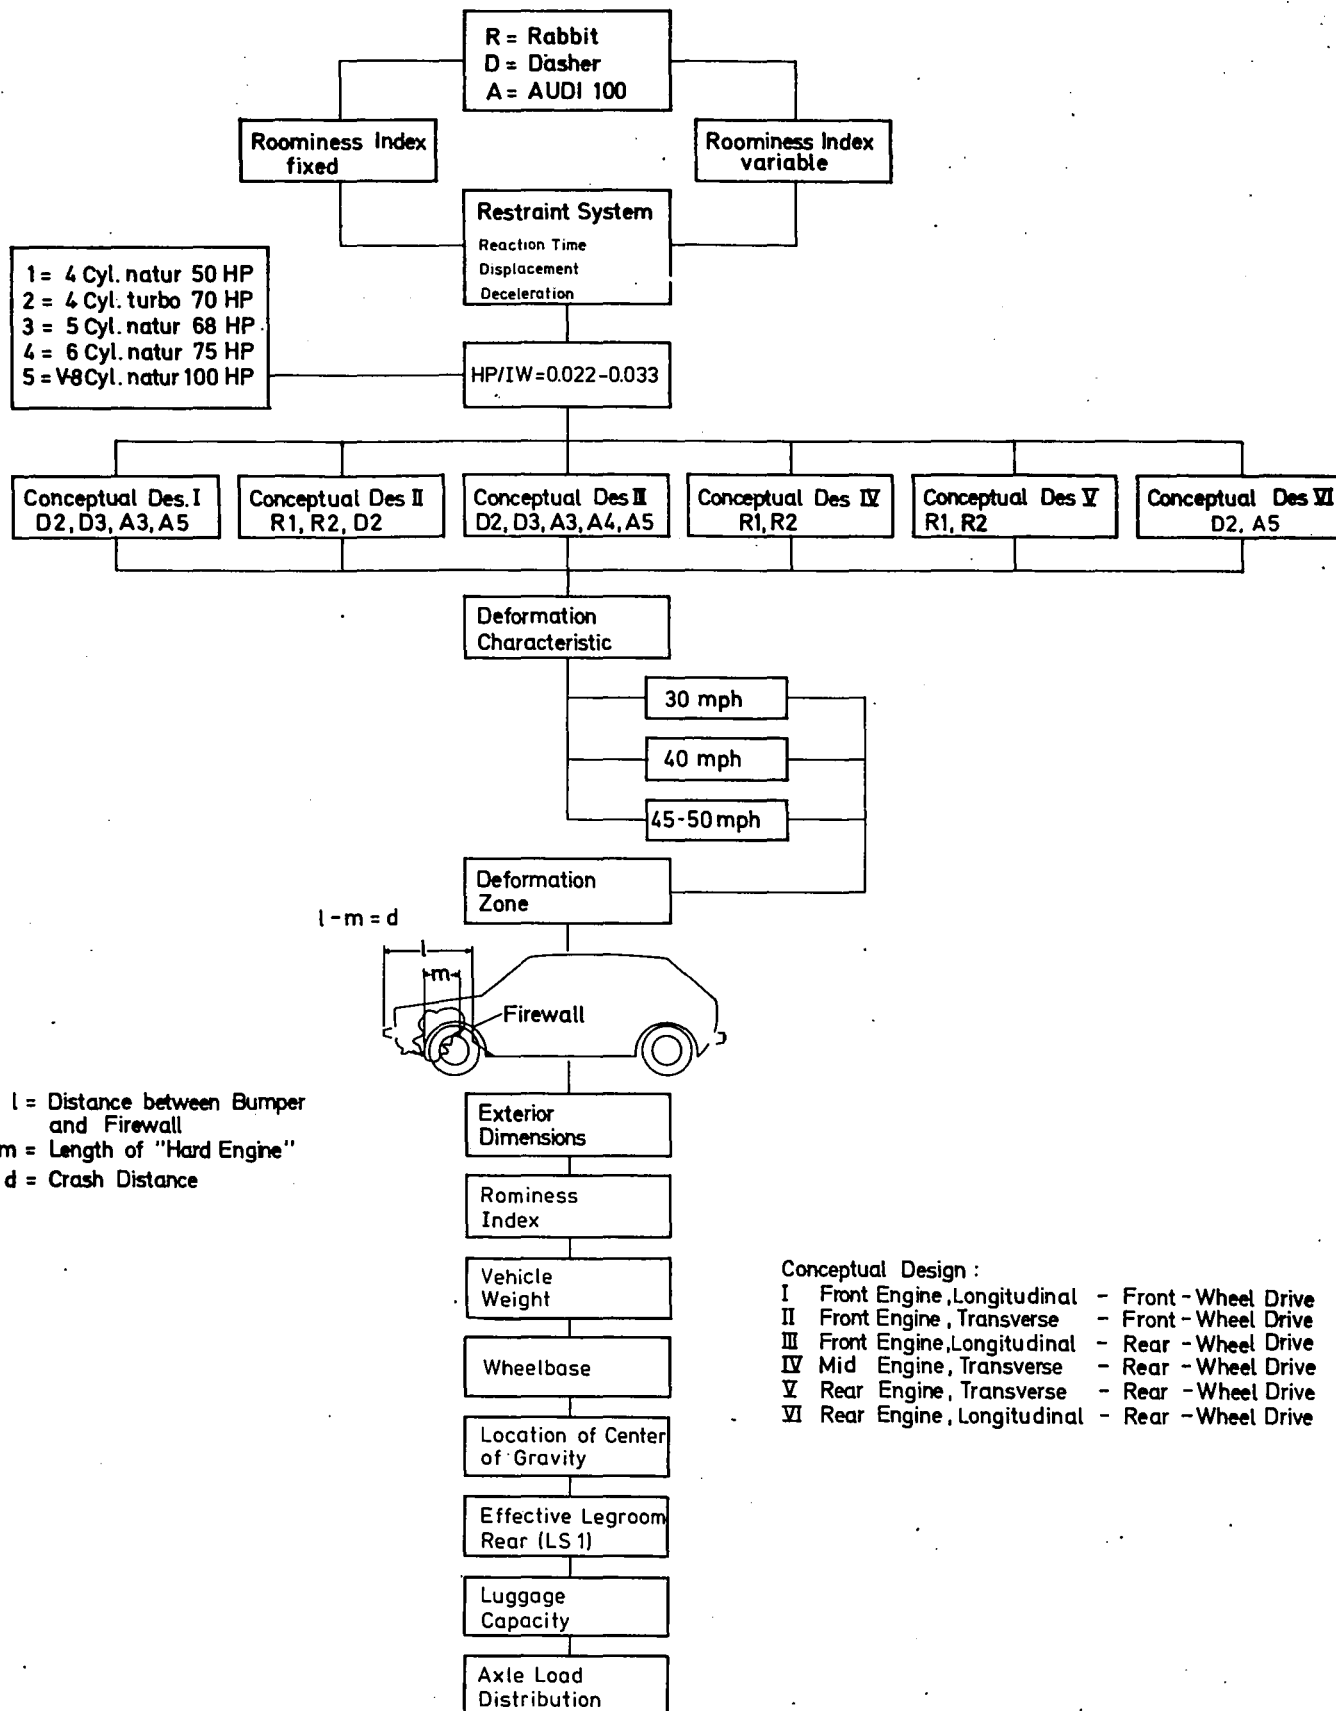 R = Rabbit
D = Dasher
A = AUDI 100
Roominess Index
fixed
Roominess Index
variable
Restraint System
Reaction Time
Displacement
Deceleration
1 = 4 Cyl. natur 50 HP
2 = 4 Cyl. turbo 70 HP
3 = 5 Cyl. natur 68 HP
4 = 6 Cyl. natur 75 HP
5 = V-8 Cyl. natur 100 HP
HP/IW=0.022-0.033
Conceptual Des. I
D2, D3, A3, A5
Conceptual Des II
R1, R2, D2
Conceptual Des III
D2, D3, A3, A4, A5
Conceptual Des IV
R1, R2
Conceptual Des V
R1, R2
Conceptual Des VI
D2, A5
Deformation
Characteristic
30 mph
40 mph
45-50 mph
Deformation
Zone
l - m = d
l
m
Firewall
l = Distance between Bumper
and Firewall
m = Length of "Hard Engine"
d = Crash Distance
Exterior
Dimensions
Rominess
Index
Vehicle
Weight
Wheelbase
Location of Center
of Gravity
Effective Legroom
Rear (LS 1)
Luggage
Capacity
Axle Load
Distribution
Conceptual Design :
I Front Engine, Longitudinal - Front - Wheel Drive
II Front Engine, Transverse - Front - Wheel Drive
III Front Engine, Longitudinal - Rear - Wheel Drive
IV Mid Engine, Transverse - Rear - Wheel Drive
V Rear Engine, Transverse - Rear - Wheel Drive
VI Rear Engine, Longitudinal - Rear - Wheel Drive